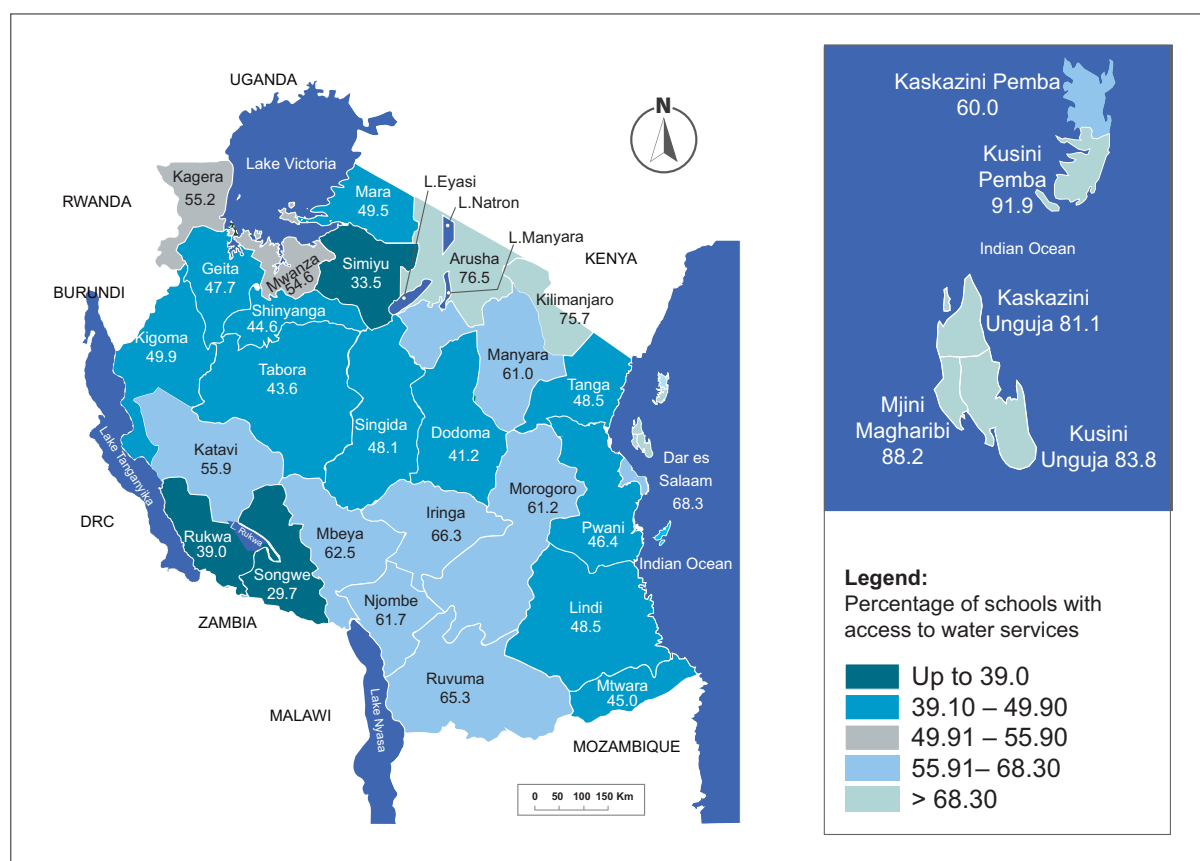 UGANDA
N
Lake Victoria
Kagera
55.2
RWANDA
Mara
49.5
L.Eyasi
L.Natron
L.Manyara
KENYA
Geita
47.7
Mwanza
54.6
Simiyu
33.5
Arusha
76.5
Kilimanjaro
75.7
BURUNDI
Shinyanga
44.6
Kigoma
49.9
Tabora
43.6
Manyara
61.0
Tanga
48.5
Singida
48.1
Dodoma
41.2
Katavi
55.9
Lake Tanganyika
Dar es
Salaam
68.3
Morogoro
61.2
DRC
Rukwa
39.0
L. Rukwa
Songwe
29.7
Mbeya
62.5
Iringa
66.3
Pwani
46.4
Indian Ocean
ZAMBIA
Njombe
61.7
Lindi
48.5
Ruvuma
65.3
Mtwara
45.0
MALAWI
Lake Nyasa
MOZAMBIQUE
0 50 100 150 Km
Kaskazini Pemba
60.0
Kusini
Pemba
91.9
Indian Ocean
Kaskazini
Unguja 81.1
Mjini
Magharibi
88.2
Kusini
Unguja 83.8
Legend:
Percentage of schools with
access to water services
Up to 39.0
39.10 – 49.90
49.91 – 55.90
55.91– 68.30
> 68.30